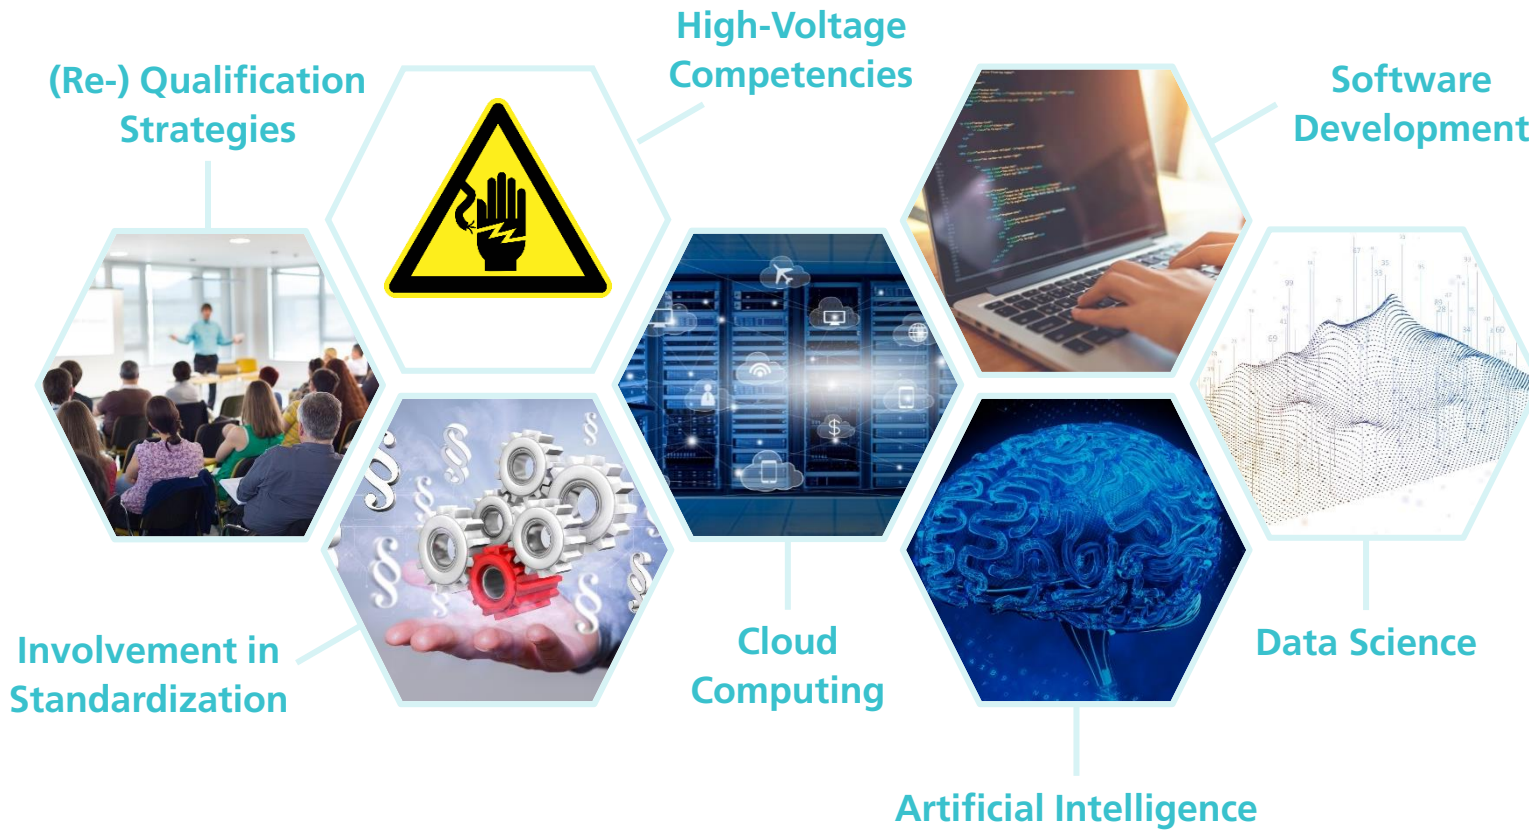 High-Voltage
Competencies
(Re-) Qualification
Strategies
Software
Development
Involvement in
Standardization
Cloud
Computing
Data Science
Artificial Intelligence